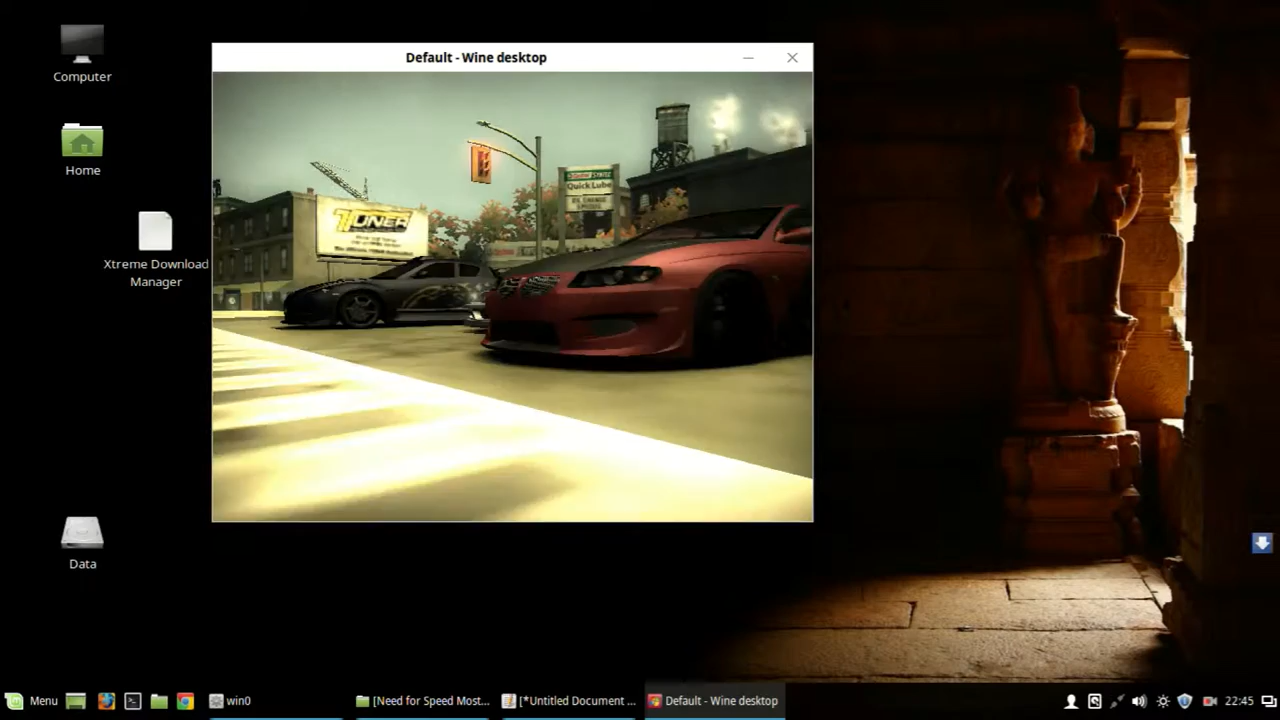 Default - Wine desktop
Computer
Home
Xtreme Download
Manager
TUNER
Quick Lube
Data
Menu
win0
[Need for Speed Most...
[*Untitled Document ...
Default - Wine desktop
22:45